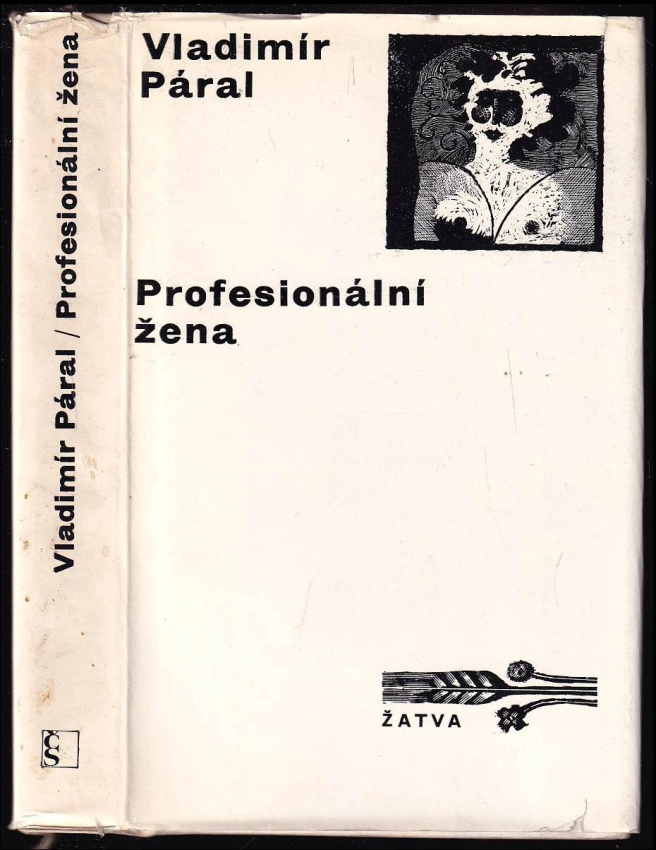 Vladimír Páral / Profesionální žena
ČS
Vladimír
Páral
Profesionální
žena
ŽATVA